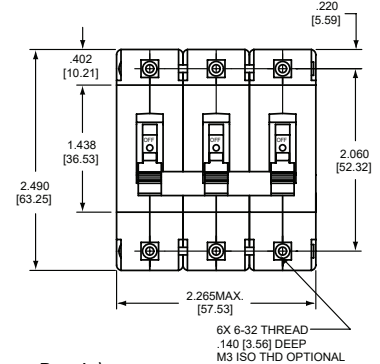 .220
[5.59]
.402
[10.21]
1.438
[36.53]
2.060
[52.32]
2.490
[63.25]
OFF
OFF
OFF
2.265MAX.
[57.53]
6X 6-32 THREAD
.140 [3.56] DEEP
M3 ISO THD OPTIONAL